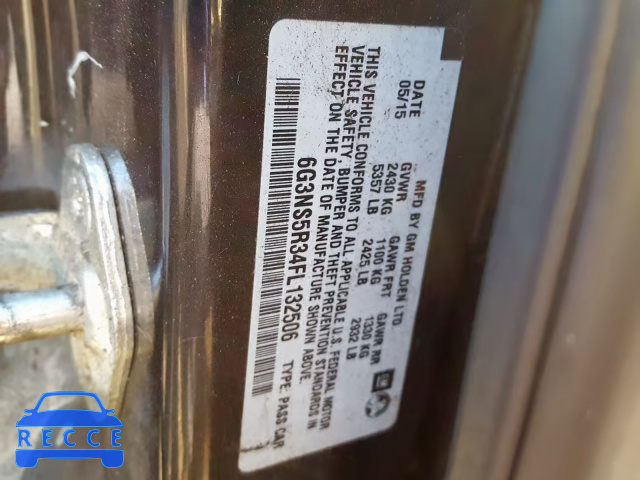 MFD BY GM HOLDEN LTD
DATE GVWR GAWR FRT GAWR RR
05/15 2430 KG 1100 KG 1330 KG
5357 LB 2425 LB 2932 LB
THIS VEHICLE CONFORMS TO ALL APPLICABLE U.S. FEDERAL MOTOR
VEHICLE SAFETY, BUMPER AND THEFT PREVENTION STANDARDS IN
EFFECT ON THE DATE OF MANUFACTURE SHOWN ABOVE.
6G3NS5R34FL132506 TYPE: PASS CAR
GM
RECCE